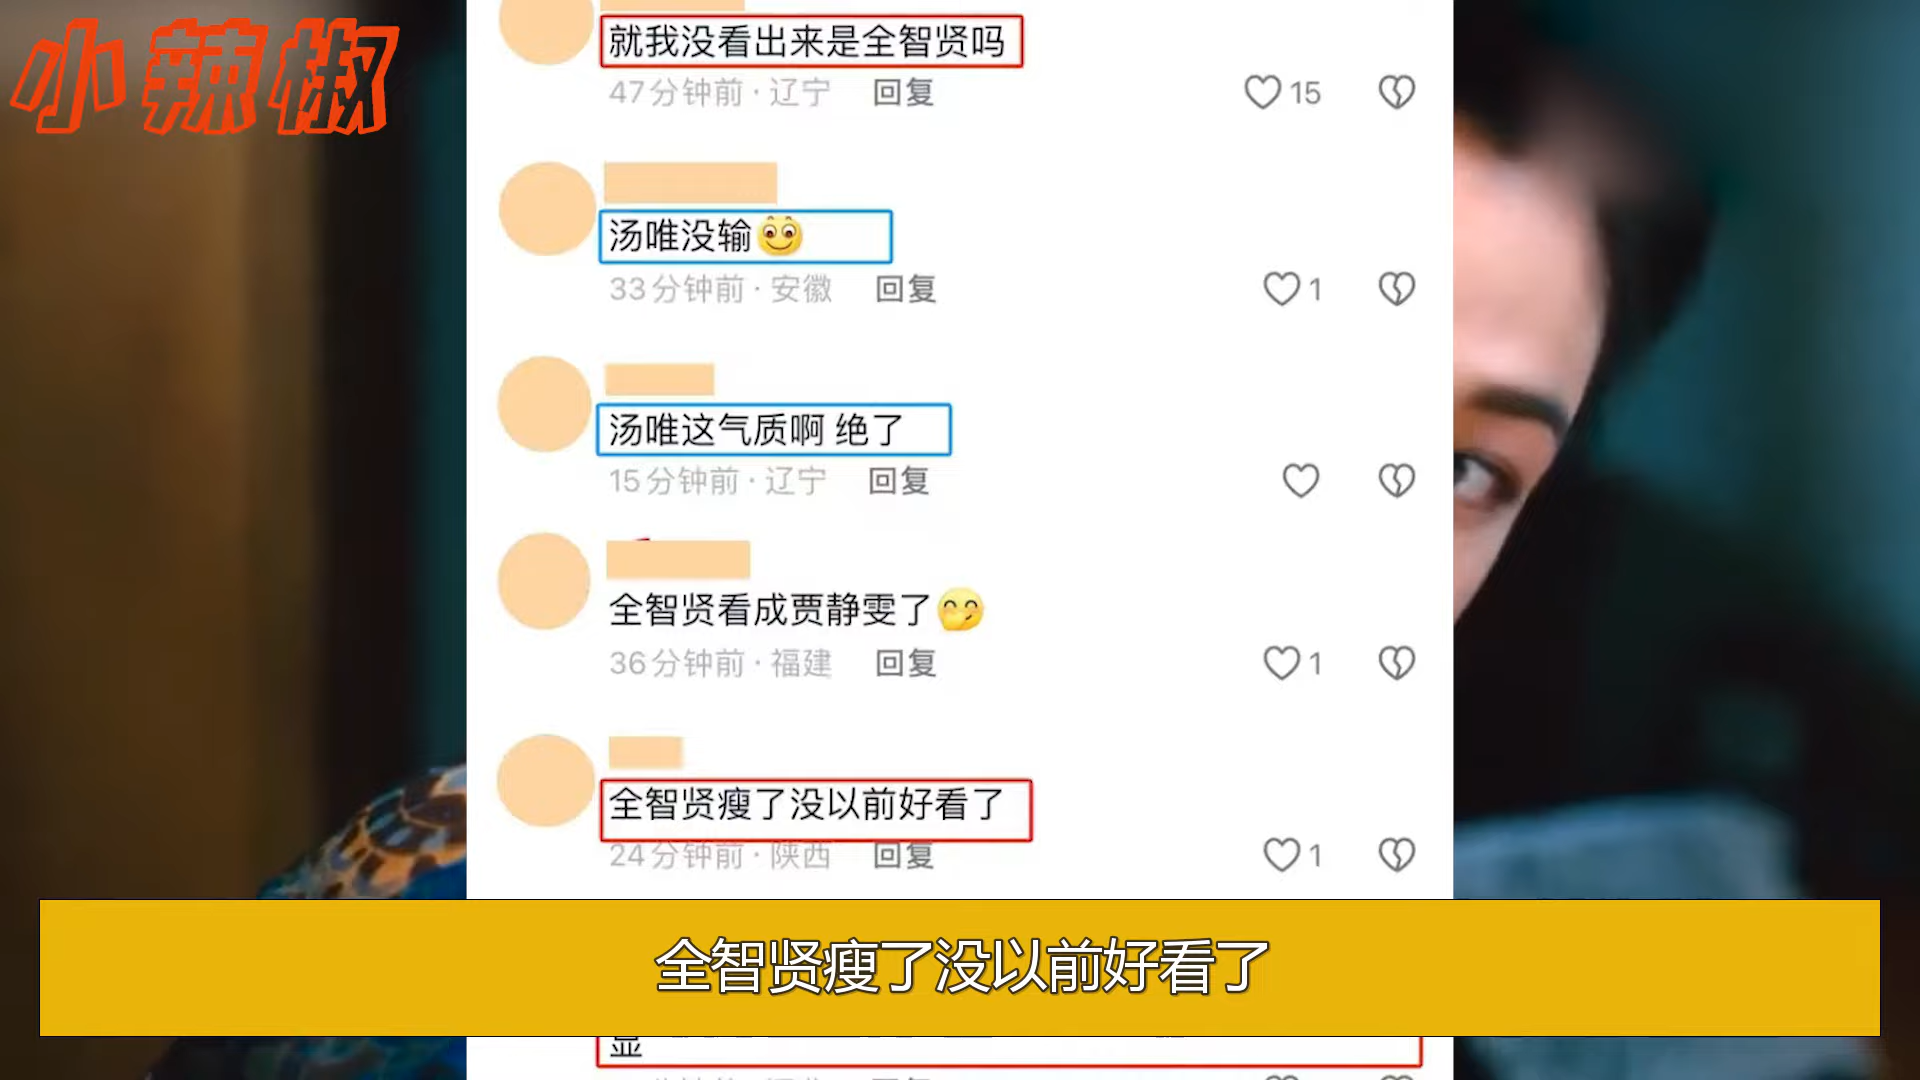 小辣椒
就我没看出来是全智贤吗
47分钟前·辽宁 回复 15
汤唯没输
33分钟前·安徽 回复 1
汤唯这气质啊 绝了
15分钟前·辽宁 回复
全智贤看成贾静雯了
36分钟前·福建 回复 1
全智贤瘦了没以前好看了
24分钟前·陕西 回复 1
全智贤瘦了没以前好看了
显